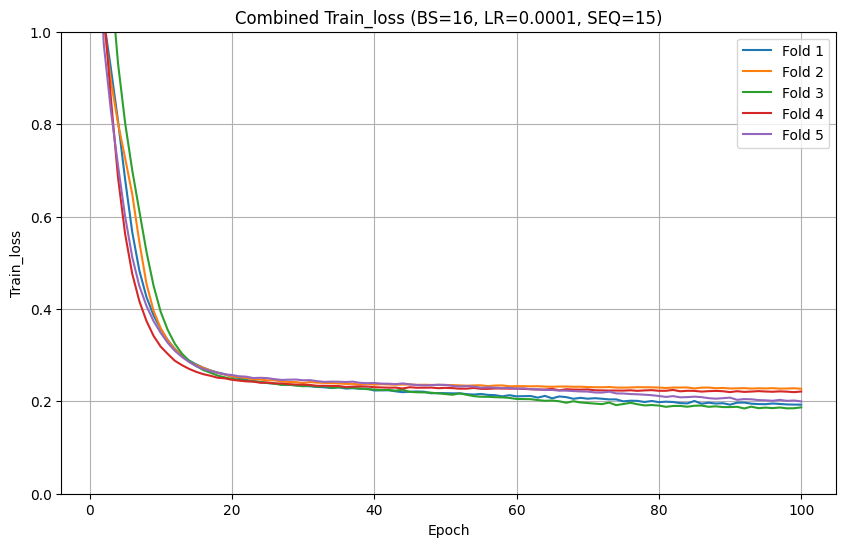 Combined Train_loss (BS=16, LR=0.0001, SEQ=15)
Fold 1
Fold 2
Fold 3
Fold 4
Fold 5
Train_loss
1.0
0.8
0.6
0.4
0.2
0.0
0 20 40 60 80 100
Epoch